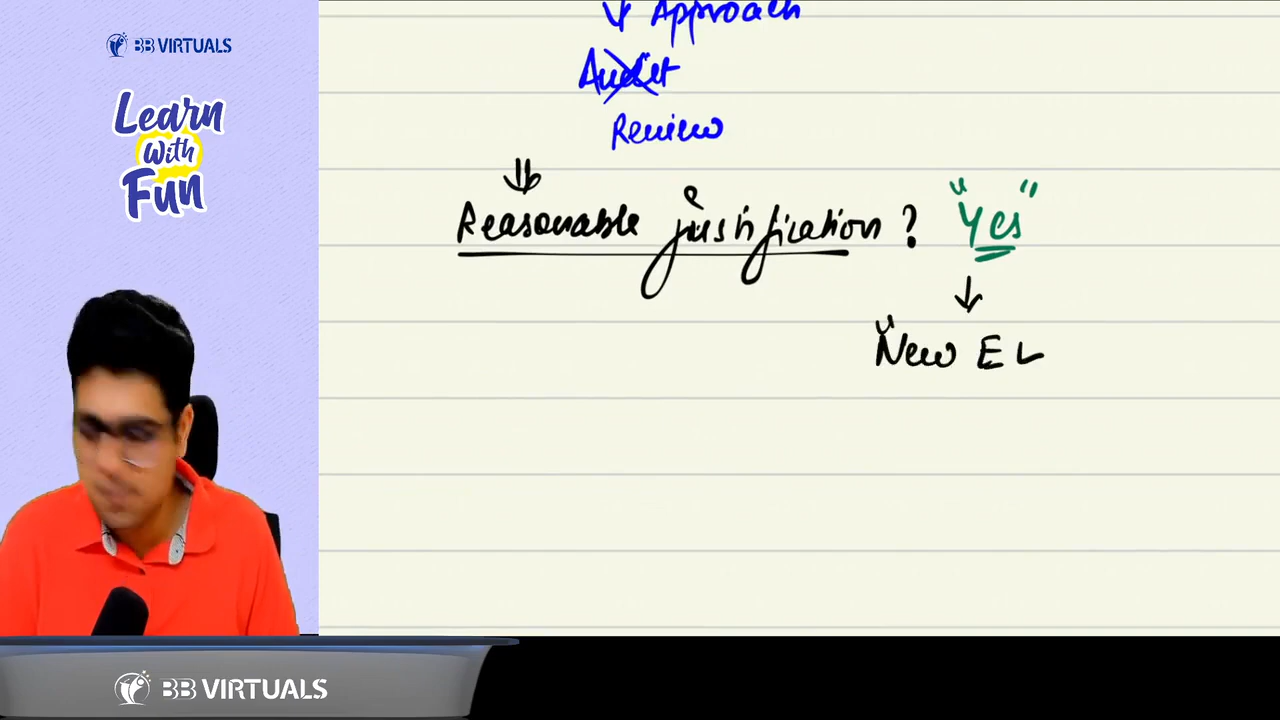 BB VIRTUALS
Learn
With
Fun
↓ Approach
Audit
Review
Reasonable justification ? "Yes"
↓
"New EL
BB VIRTUALS